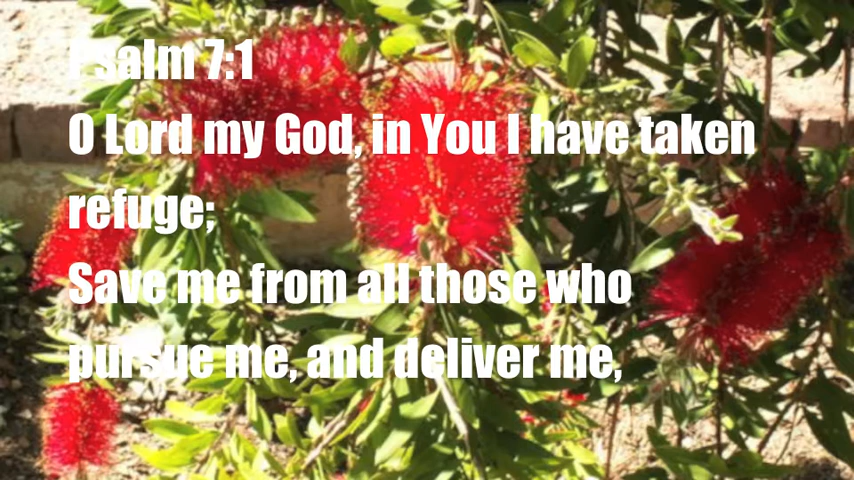 Psalm 7:1
O Lord my God, in You I have taken
refuge;
Save me from all those who
pursue me, and deliver me,